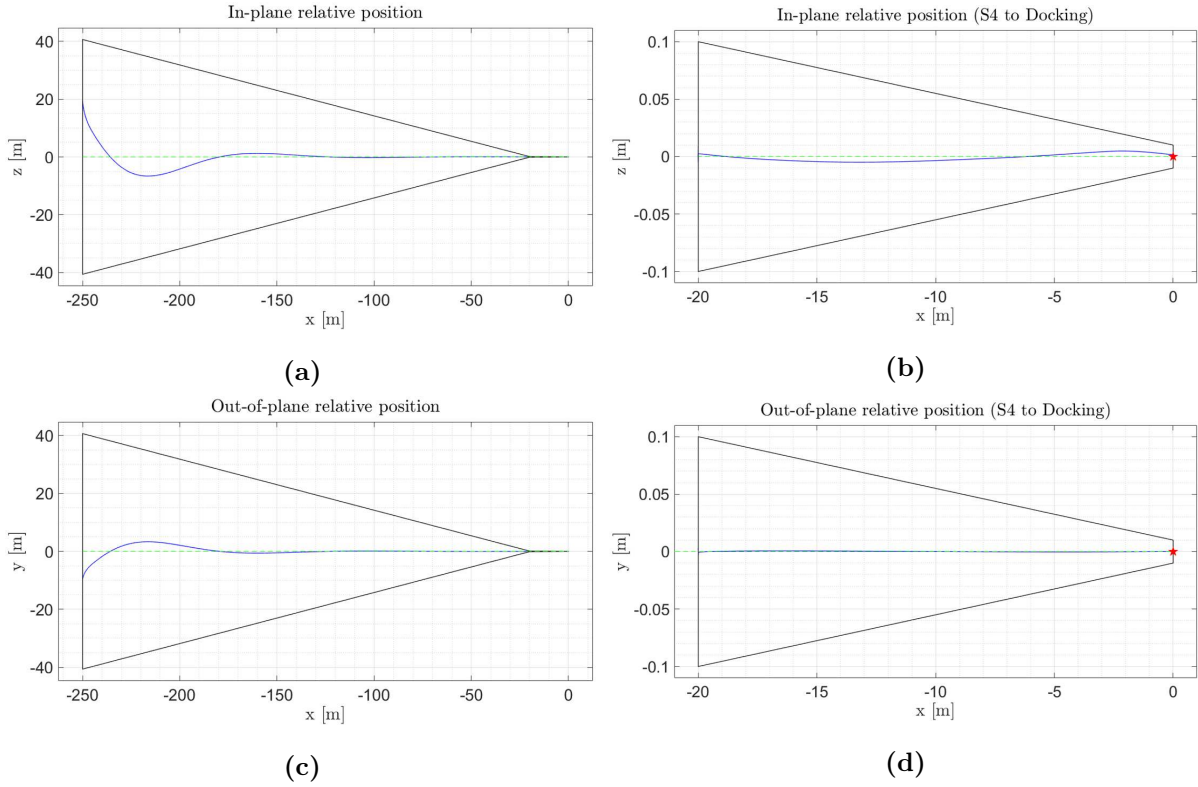 In-plane relative position
40
20
0
-20
-40
z [m]
-250
-200
-150
-100
-50
0
x [m]
(a)
In-plane relative position (S4 to Docking)
0.1
0.05
0
-0.05
-0.1
z [m]
-20
-15
-10
-5
0
x [m]
(b)
Out-of-plane relative position
40
20
0
-20
-40
y [m]
-250
-200
-150
-100
-50
0
x [m]
(c)
Out-of-plane relative position (S4 to Docking)
0.1
0.05
0
-0.05
-0.1
y [m]
-20
-15
-10
-5
0
x [m]
(d)